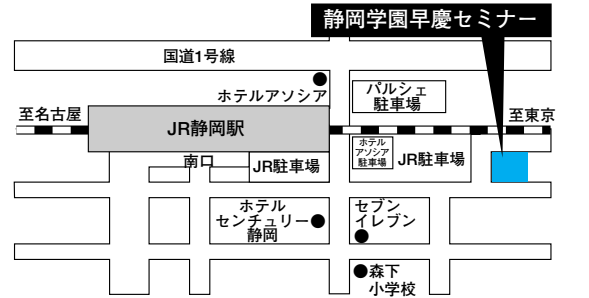 静岡学園早慶セミナー
国道1号線
ホテルアソシア
パルシェ
駐車場
至名古屋
至東京
JR静岡駅
ホテル
アソシア
駐車場
JR駐車場
南口
JR駐車場
ホテル
センチュリー
静岡
セブン
イレブン
森下
小学校